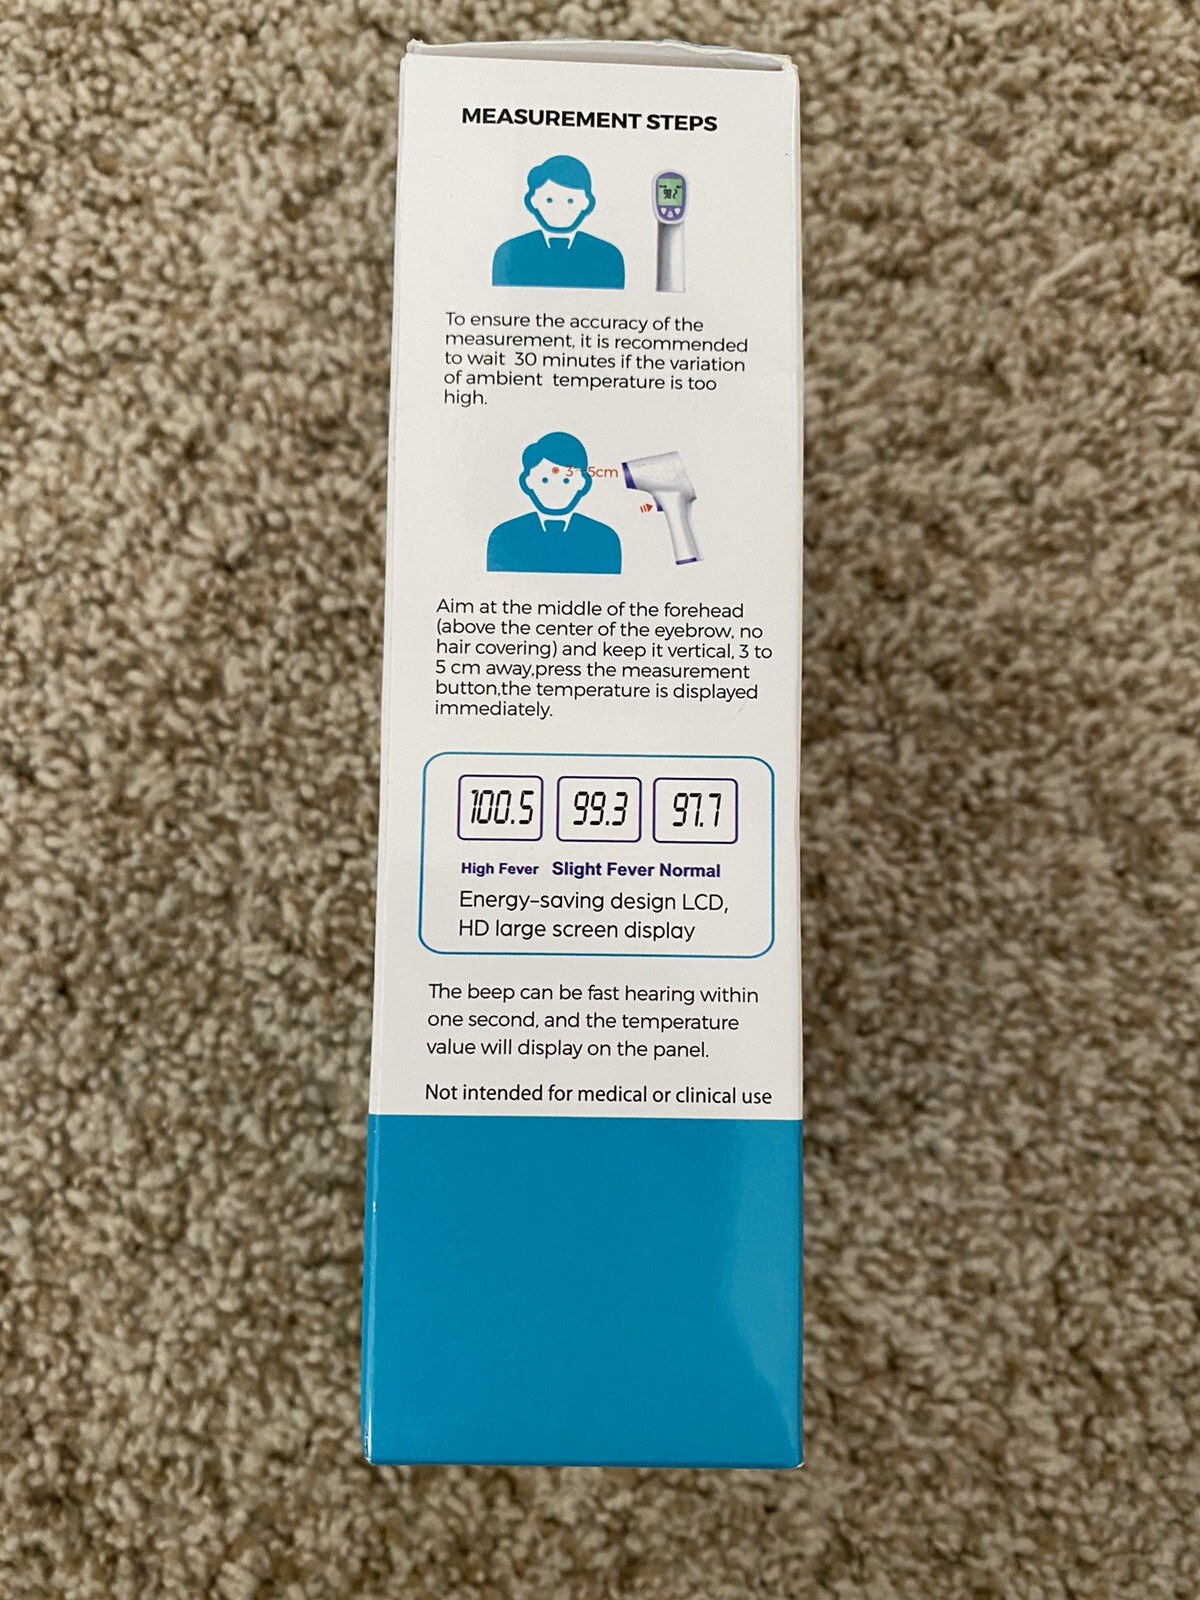 MEASUREMENT STEPS
98.2
To ensure the accuracy of the
measurement, it is recommended
to wait 30 minutes if the variation
of ambient temperature is too
high.
3~5cm
Aim at the middle of the forehead
(above the center of the eyebrow, no
hair covering) and keep it vertical, 3 to
5 cm away,press the measurement
button,the temperature is displayed
immediately.
100.5 99.3 97.7
High Fever Slight Fever Normal
Energy-saving design LCD,
HD large screen display
The beep can be fast hearing within
one second, and the temperature
value will display on the panel.
Not intended for medical or clinical use